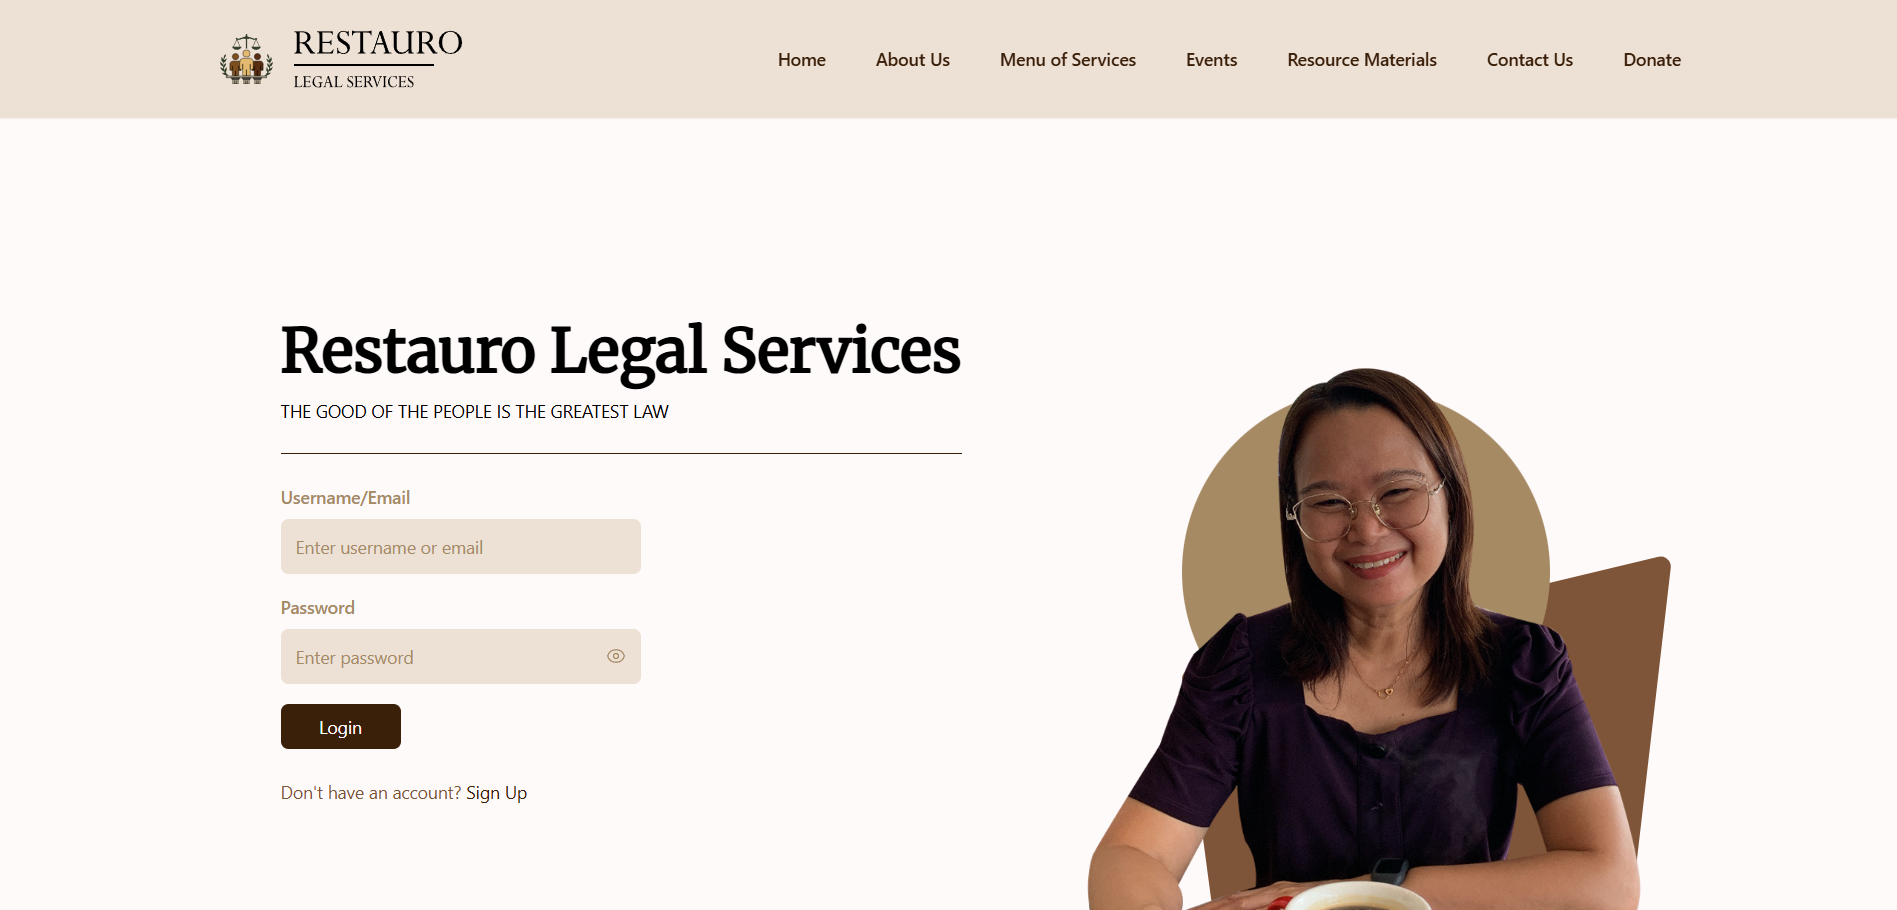 RESTAURO
LEGAL SERVICES
Home
About Us
Menu of Services
Events
Resource Materials
Contact Us
Donate
Restauro Legal Services
THE GOOD OF THE PEOPLE IS THE GREATEST LAW
Username/Email
Enter username or email
Password
Enter password
Login
Don't have an account? Sign Up